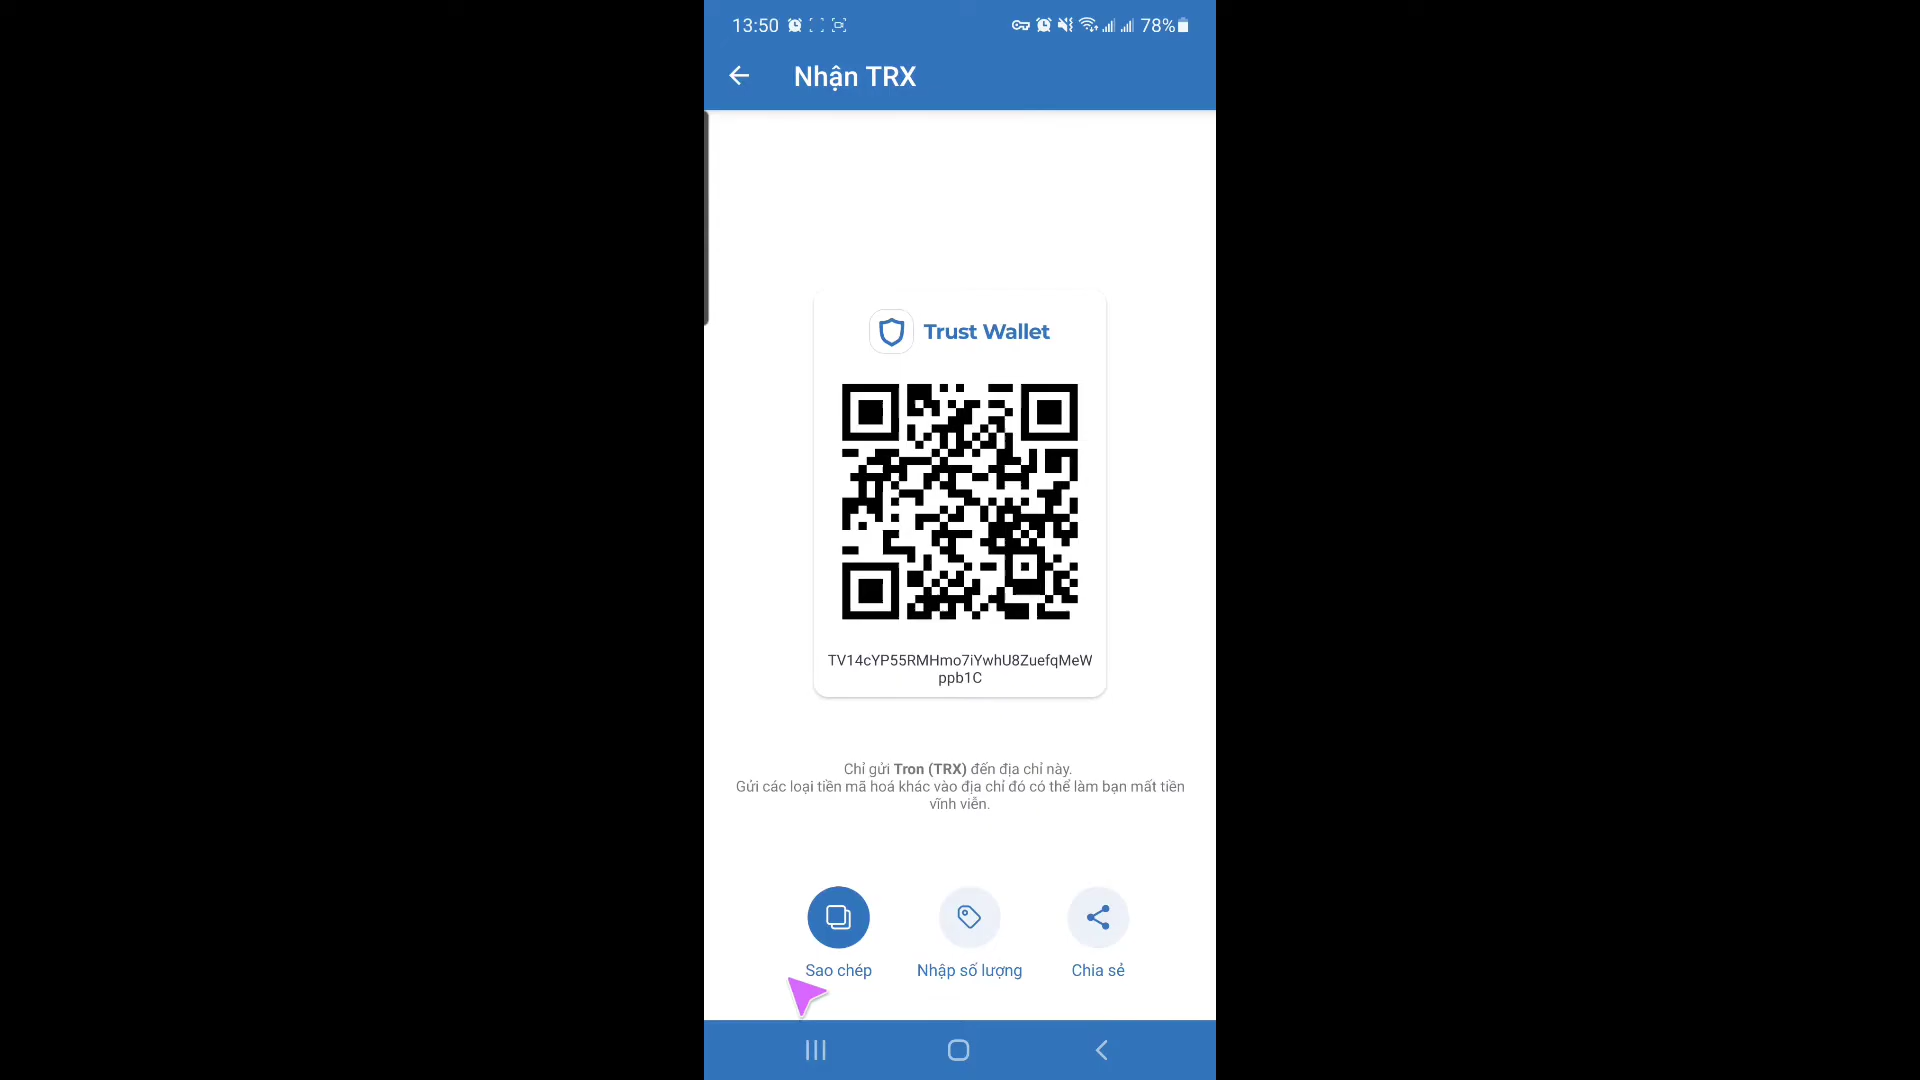 13:50 78%
Nhận TRX
Trust Wallet
TV14cYP55RMHmo7iYwhU8ZuefqMeW
ppb1C
Chỉ gửi Tron (TRX) đến địa chỉ này.
Gửi các loại tiền mã hoá khác vào địa chỉ đó có thể làm bạn mất tiền
vĩnh viễn.
Sao chép Nhập số lượng Chia sẻ